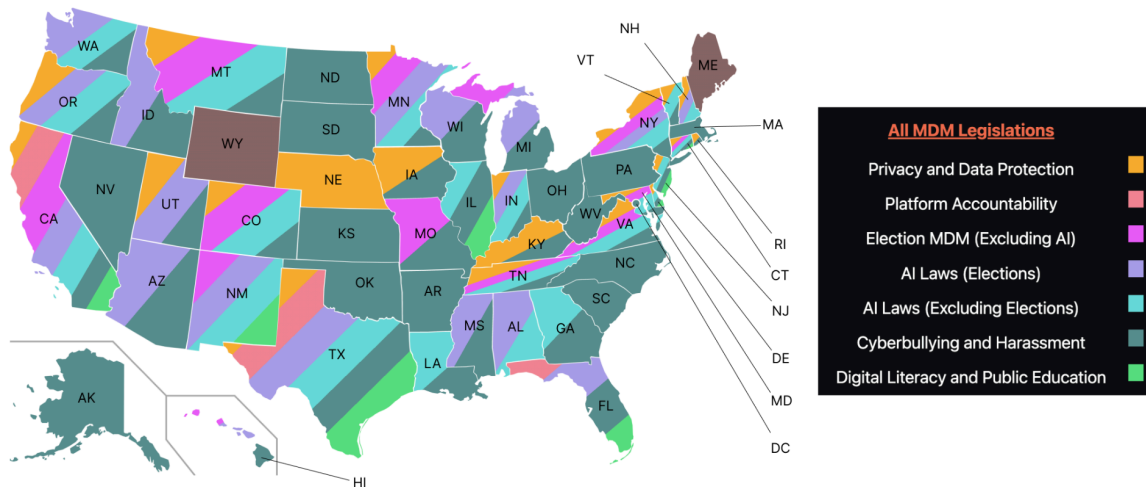 NH
WA
VT
ME
MT
ND
MN
OR
ID
MA
WI
NY
SD
MI
WY
PA
NE
IA
NV
OH
IL
IN
UT
CO
WV
CA
VA
KS
MO
KY
RI
NC
TN
CT
AZ
OK
NM
AR
SC
NJ
MS
AL
GA
TX
LA
DE
AK
MD
FL
DC
HI
All MDM Legislations
Privacy and Data Protection
Platform Accountability
Election MDM (Excluding AI)
AI Laws (Elections)
AI Laws (Excluding Elections)
Cyberbullying and Harassment
Digital Literacy and Public Education